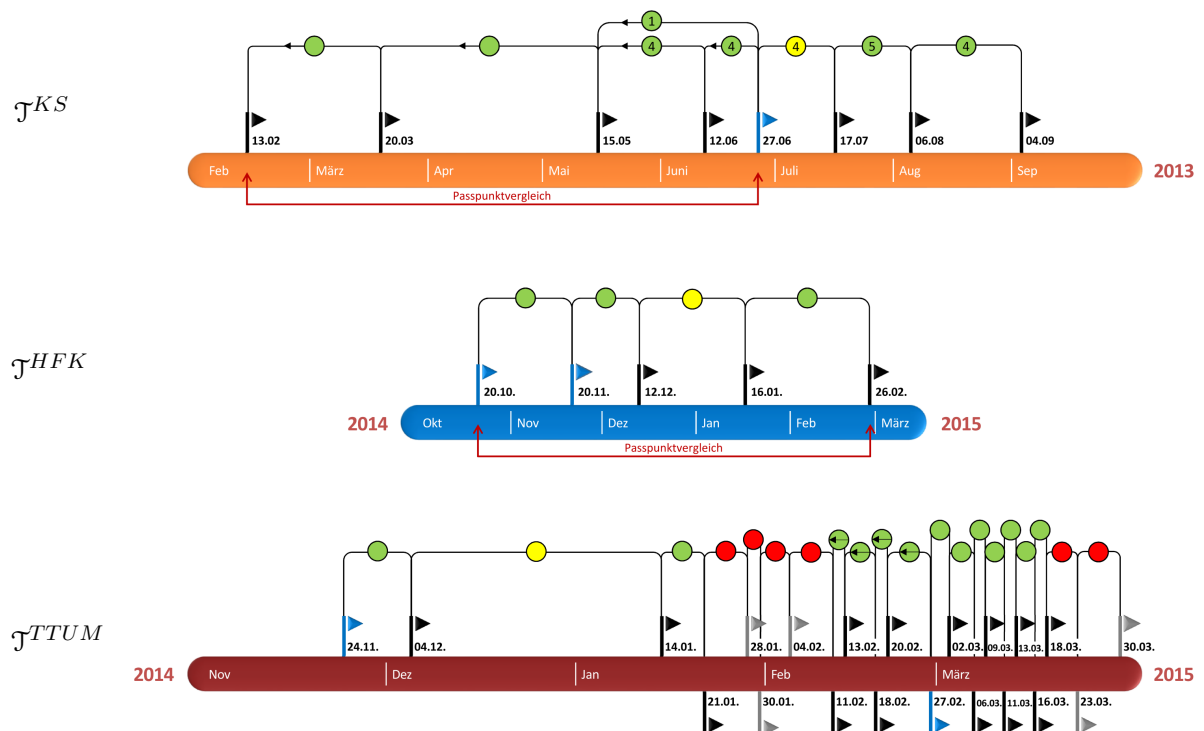 1
4 4 4 5 4
𝒯^KS
13.02 20.03 15.05 12.06 27.06 17.07 06.08 04.09
Feb März Apr Mai Juni Juli Aug Sep 2013
Passpunktvergleich
𝒯^HFK
20.10. 20.11. 12.12. 16.01. 26.02.
2014 Okt Nov Dez Jan Feb März 2015
Passpunktvergleich
𝒯^TTUM
24.11. 04.12. 14.01. 28.01. 04.02. 13.02. 20.02. 02.03. 09.03. 13.03. 18.03. 30.03.
2014 Nov Dez Jan Feb März 2015
21.01. 30.01. 11.02. 18.02. 27.02. 06.03. 11.03. 16.03. 23.03.